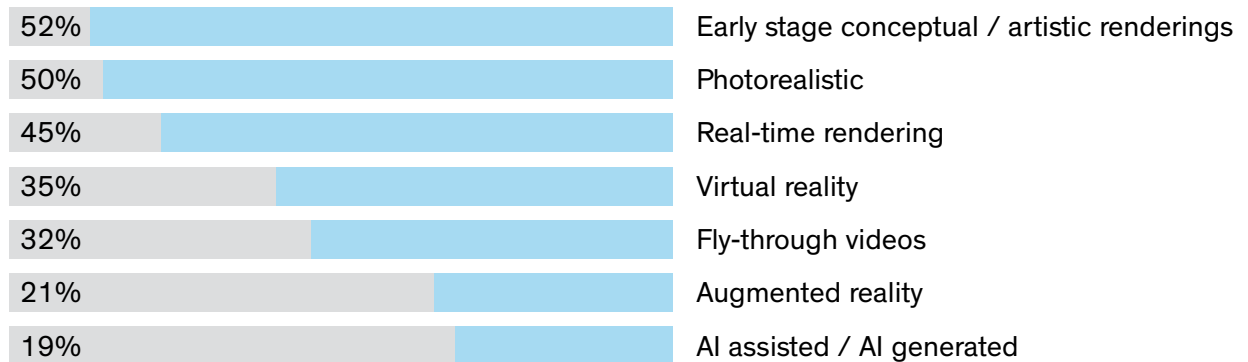 52% Early stage conceptual / artistic renderings
50% Photorealistic
45% Real-time rendering
35% Virtual reality
32% Fly-through videos
21% Augmented reality
19% AI assisted / AI generated